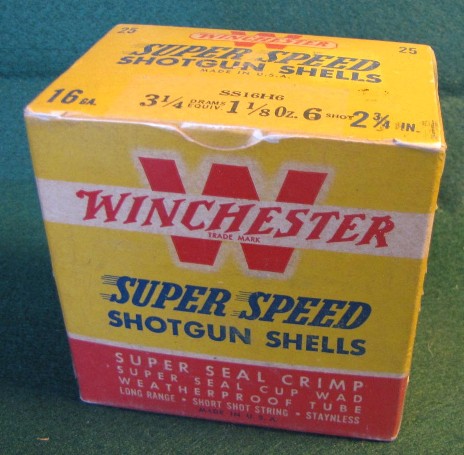 25 WINCHESTER 25
SUPER SPEED
SHOTGUN SHELLS
MADE IN U.S.A.
SS16H6
16 GA. 3 1/4 DRAMS EQUIV. 1 1/8 OZ. 6 SHOT 2 3/4 IN.
WINCHESTER
TRADE MARK
SUPER SPEED
SHOTGUN SHELLS
SUPER SEAL CRIMP
SUPER SEAL CUP WAD
WEATHERPROOF TUBE
LONG RANGE • SHORT SHOT STRING • STAYNLESS
MADE IN U.S.A.